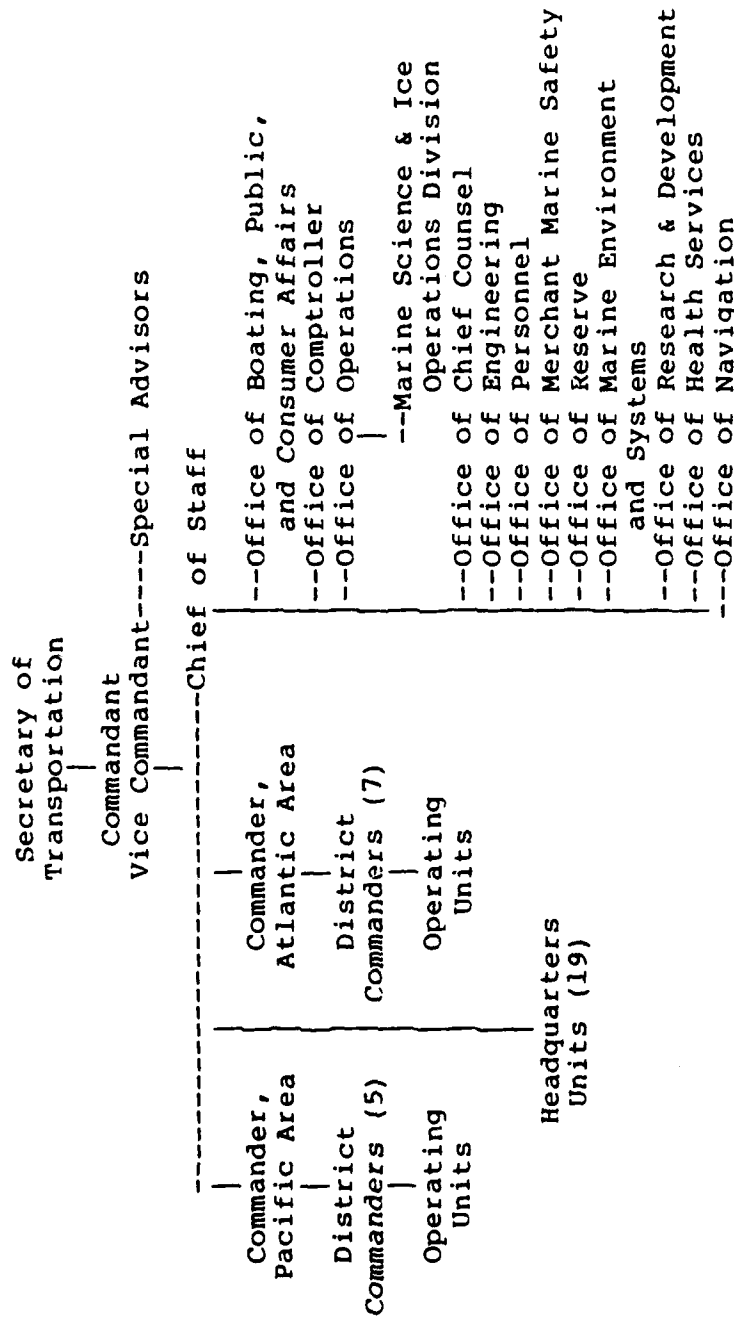 Secretary of
Transportation
Commandant
Vice Commandant----Special Advisors
Chief of Staff
Commander,
Pacific Area
District
Commanders (5)
Operating
Units
Commander,
Atlantic Area
District
Commanders (7)
Operating
Units
Headquarters
Units (19)
--Office of Boating, Public,
and Consumer Affairs
--Office of Comptroller
--Office of Operations
--Marine Science & Ice
Operations Division
--Office of Chief Counsel
--Office of Engineering
--Office of Personnel
--Office of Merchant Marine Safety
--Office of Reserve
--Office of Marine Environment
and Systems
--Office of Research & Development
--Office of Health Services
---Office of Navigation